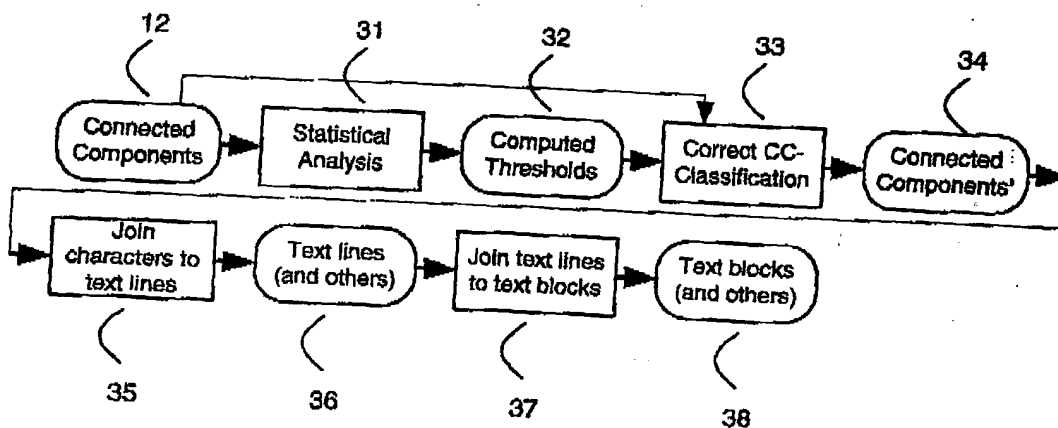 12
31
32
33
34
Connected
Components
Statistical
Analysis
Computed
Thresholds
Correct CC-
Classification
Connected
Components'
Join
characters to
text lines
Text lines
(and others)
Join text lines
to text blocks
Text blocks
(and others)
35
36
37
38